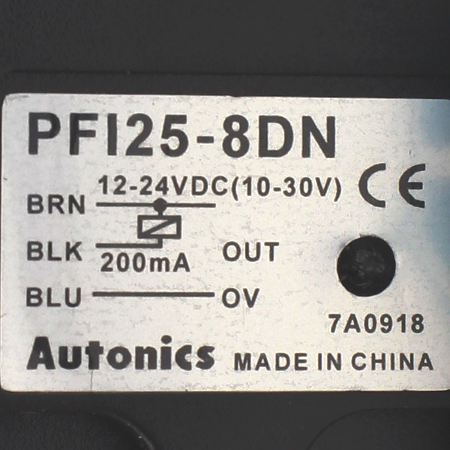 PFI25-8DN
12-24VDC(10-30V) CE
BRN
BLK 200mA OUT
BLU 0V
7A0918
Autonics MADE IN CHINA